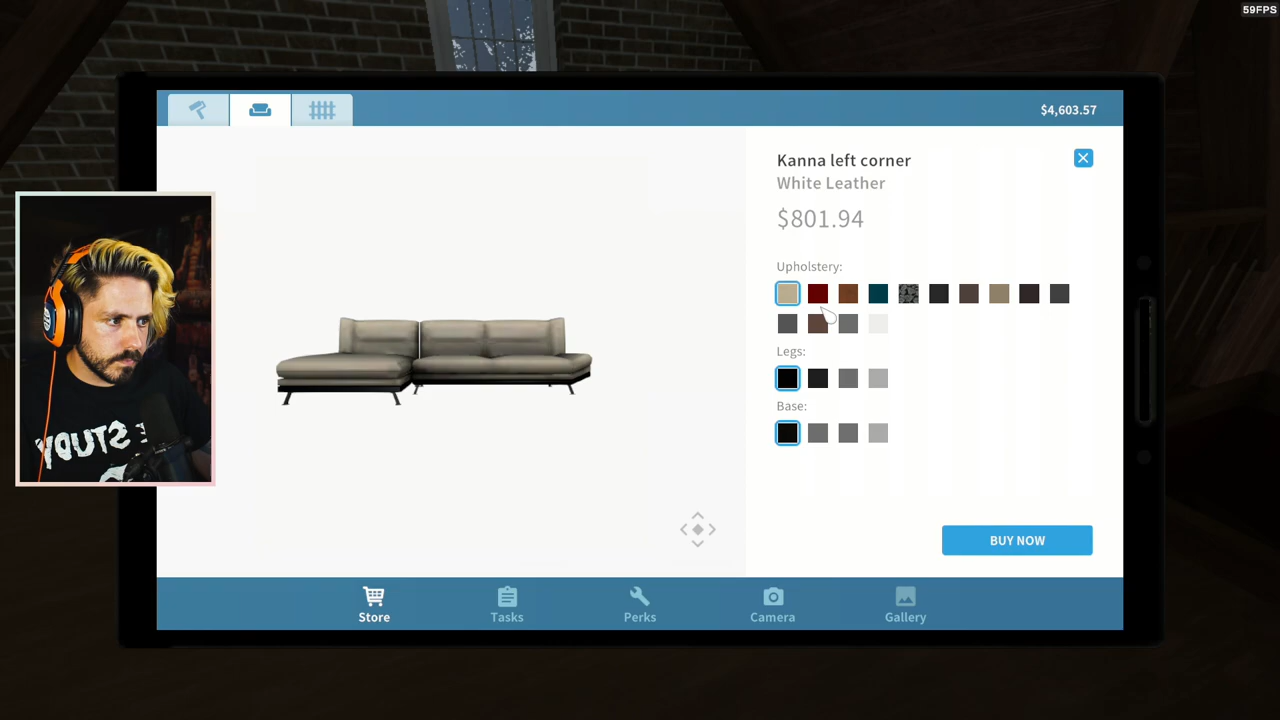 59FPS
$4,603.57
Kanna left corner
White Leather
$801.94
Upholstery:
Legs:
Base:
BUY NOW
Store
Tasks
Perks
Camera
Gallery